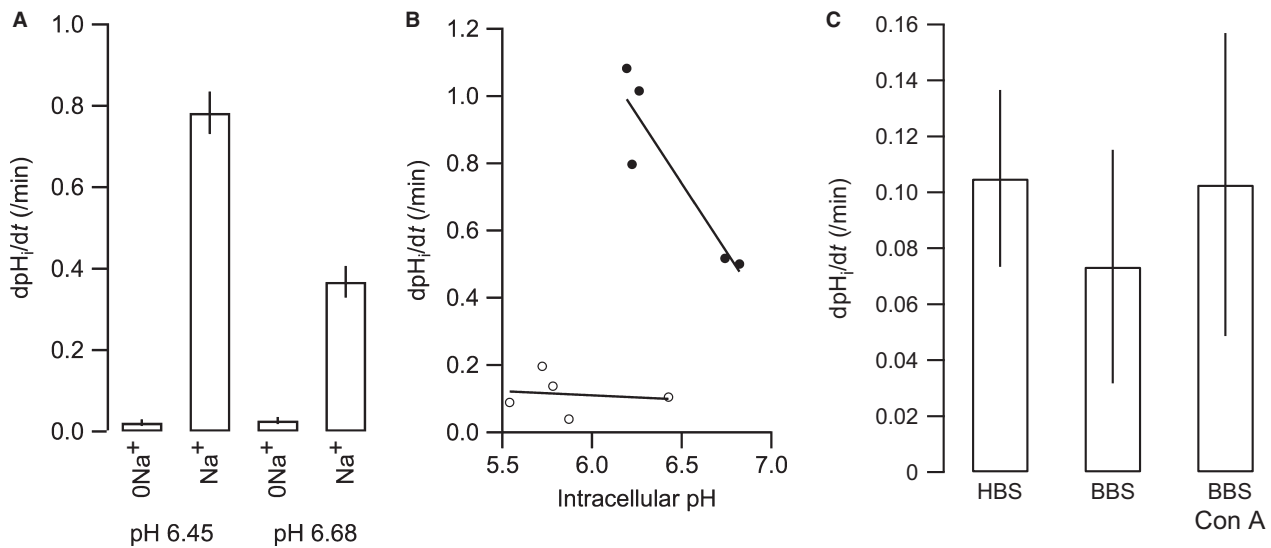 A
1.0
0.8
0.6
0.4
0.2
0.0
dpHi/dt (/min)
0Na+
Na+
0Na+
Na+
pH 6.45
pH 6.68
B
1.2
1.0
0.8
0.6
0.4
0.2
0.0
dpHi/dt (/min)
5.5 6.0 6.5 7.0
Intracellular pH
C
0.16
0.14
0.12
0.10
0.08
0.06
0.04
0.02
0
dpHi/dt (/min)
HBS BBS BBS
Con A